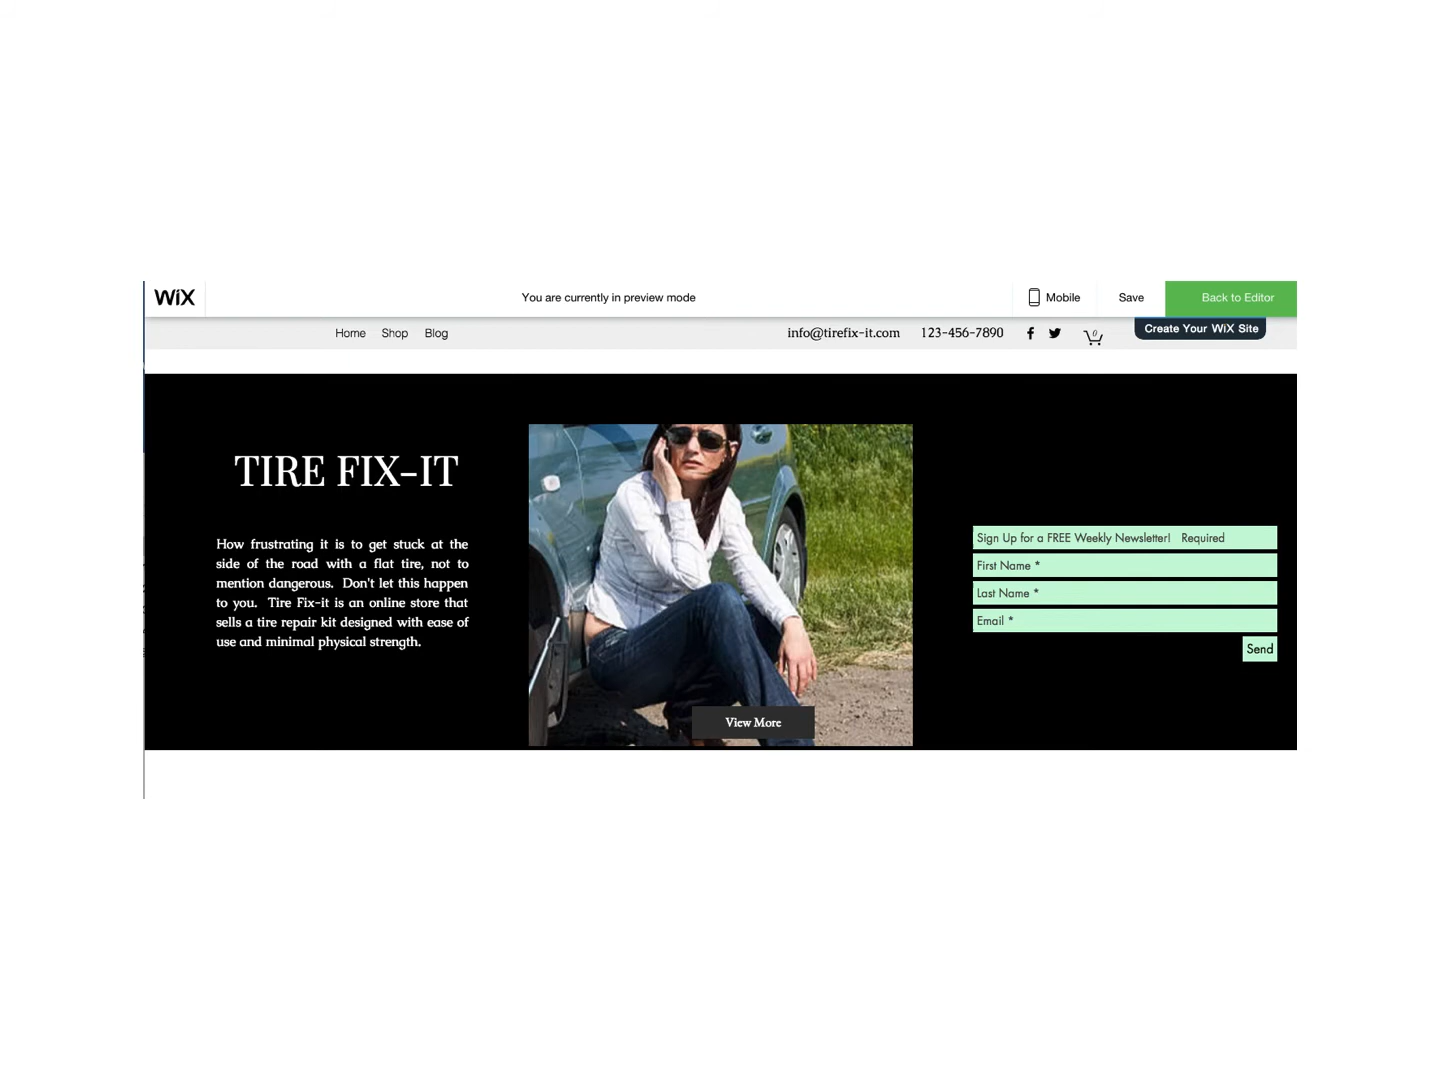 WiX You are currently in preview mode Mobile Save Back to Editor
Home Shop Blog info@tirefix-it.com 123-456-7890 0 Create Your WiX Site
TIRE FIX-IT
How frustrating it is to get stuck at the
side of the road with a flat tire, not to
mention dangerous. Don't let this happen
to you. Tire Fix-it is an online store that
sells a tire repair kit designed with ease of
use and minimal physical strength.
View More
Sign Up for a FREE Weekly Newsletter! Required
First Name *
Last Name *
Email *
Send